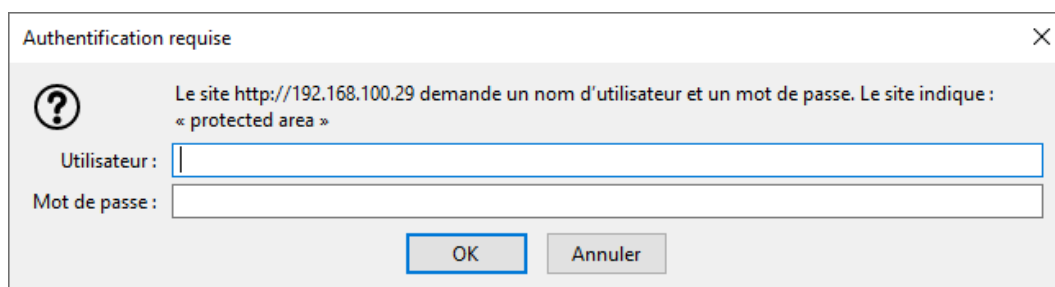 Authentification requise
Le site http://192.168.100.29 demande un nom d'utilisateur et un mot de passe. Le site indique :
« protected area »
Utilisateur :
Mot de passe :
OK Annuler